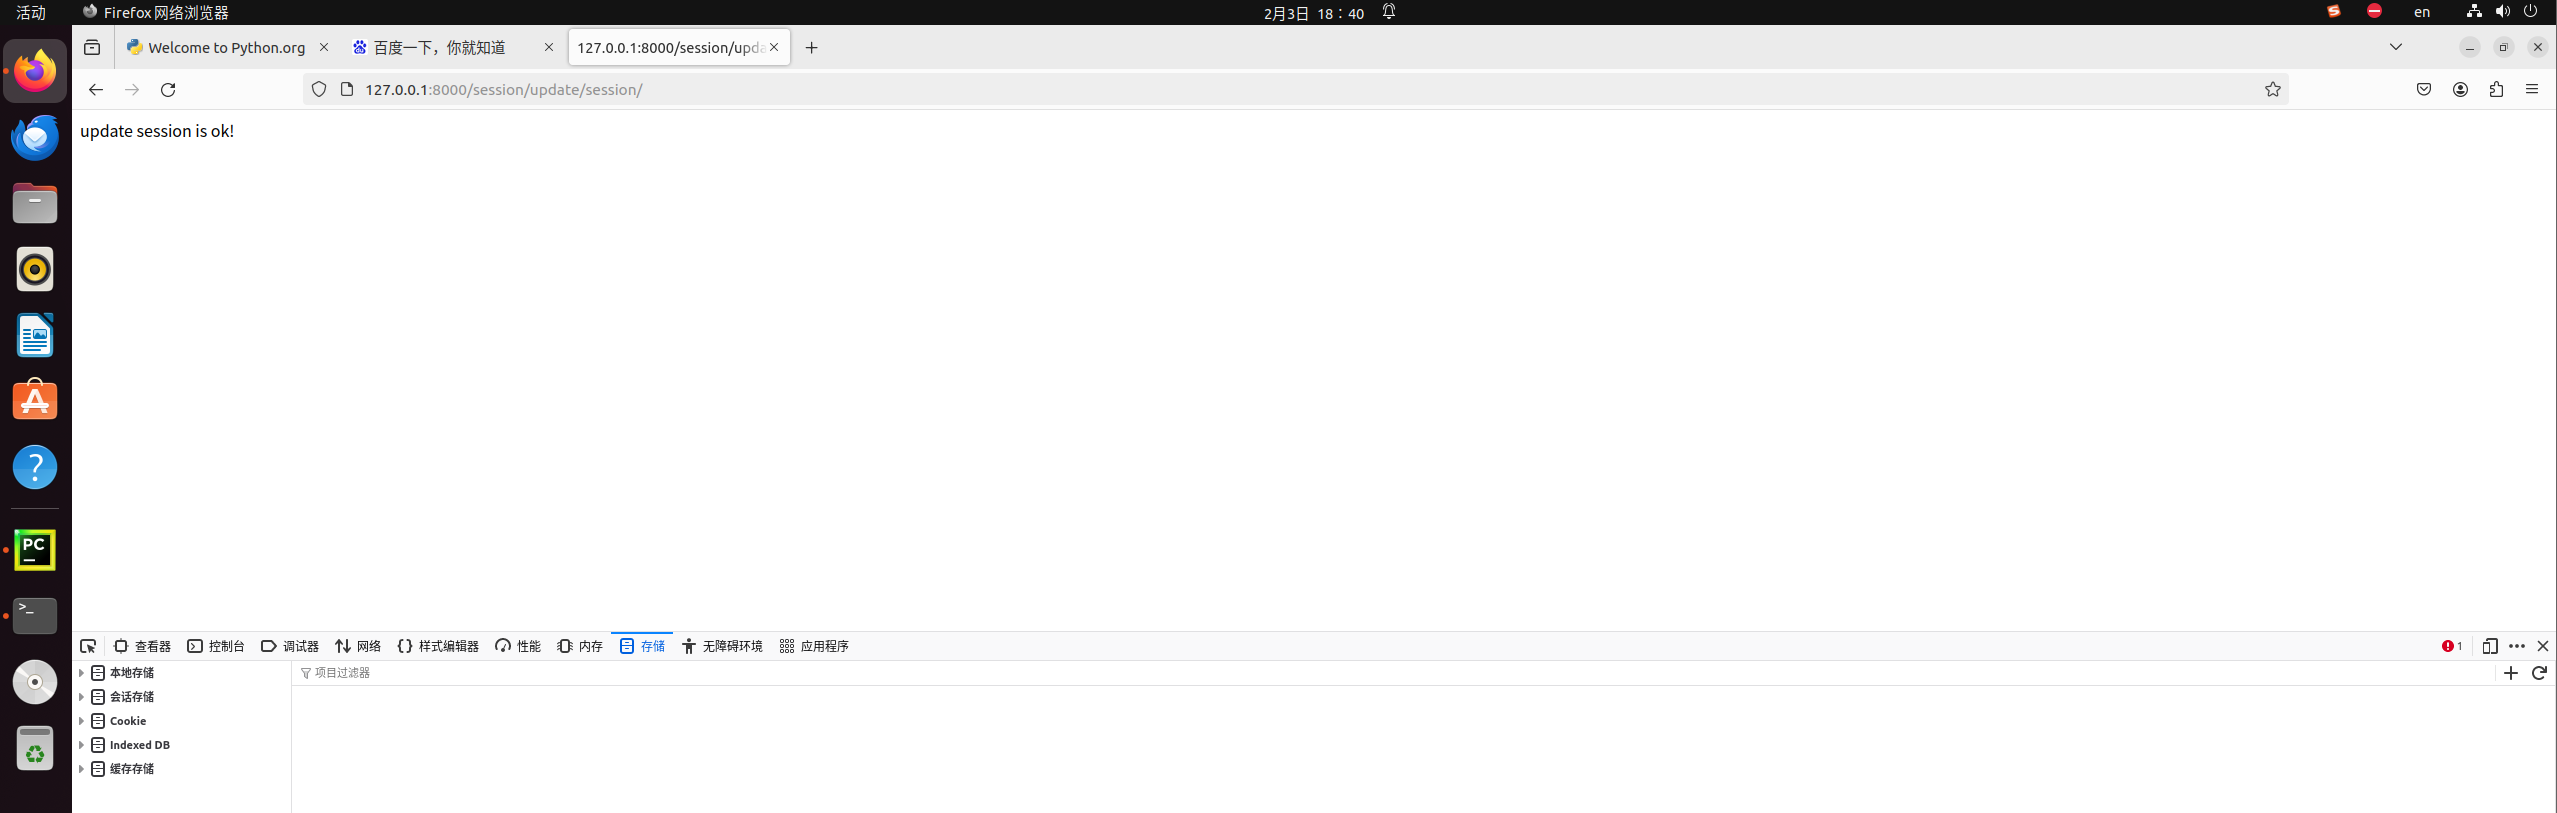 活动 Firefox 网络浏览器 2月3日 18：40 en
Welcome to Python.org 百度一下，你就知道 127.0.0.1:8000/session/upda
127.0.0.1:8000/session/update/session/
update session is ok!
PC
>_
查看器 控制台 调试器 网络 样式编辑器 性能 内存 存储 无障碍环境 应用程序 1
本地存储 项目过滤器
会话存储
Cookie
Indexed DB
缓存存储